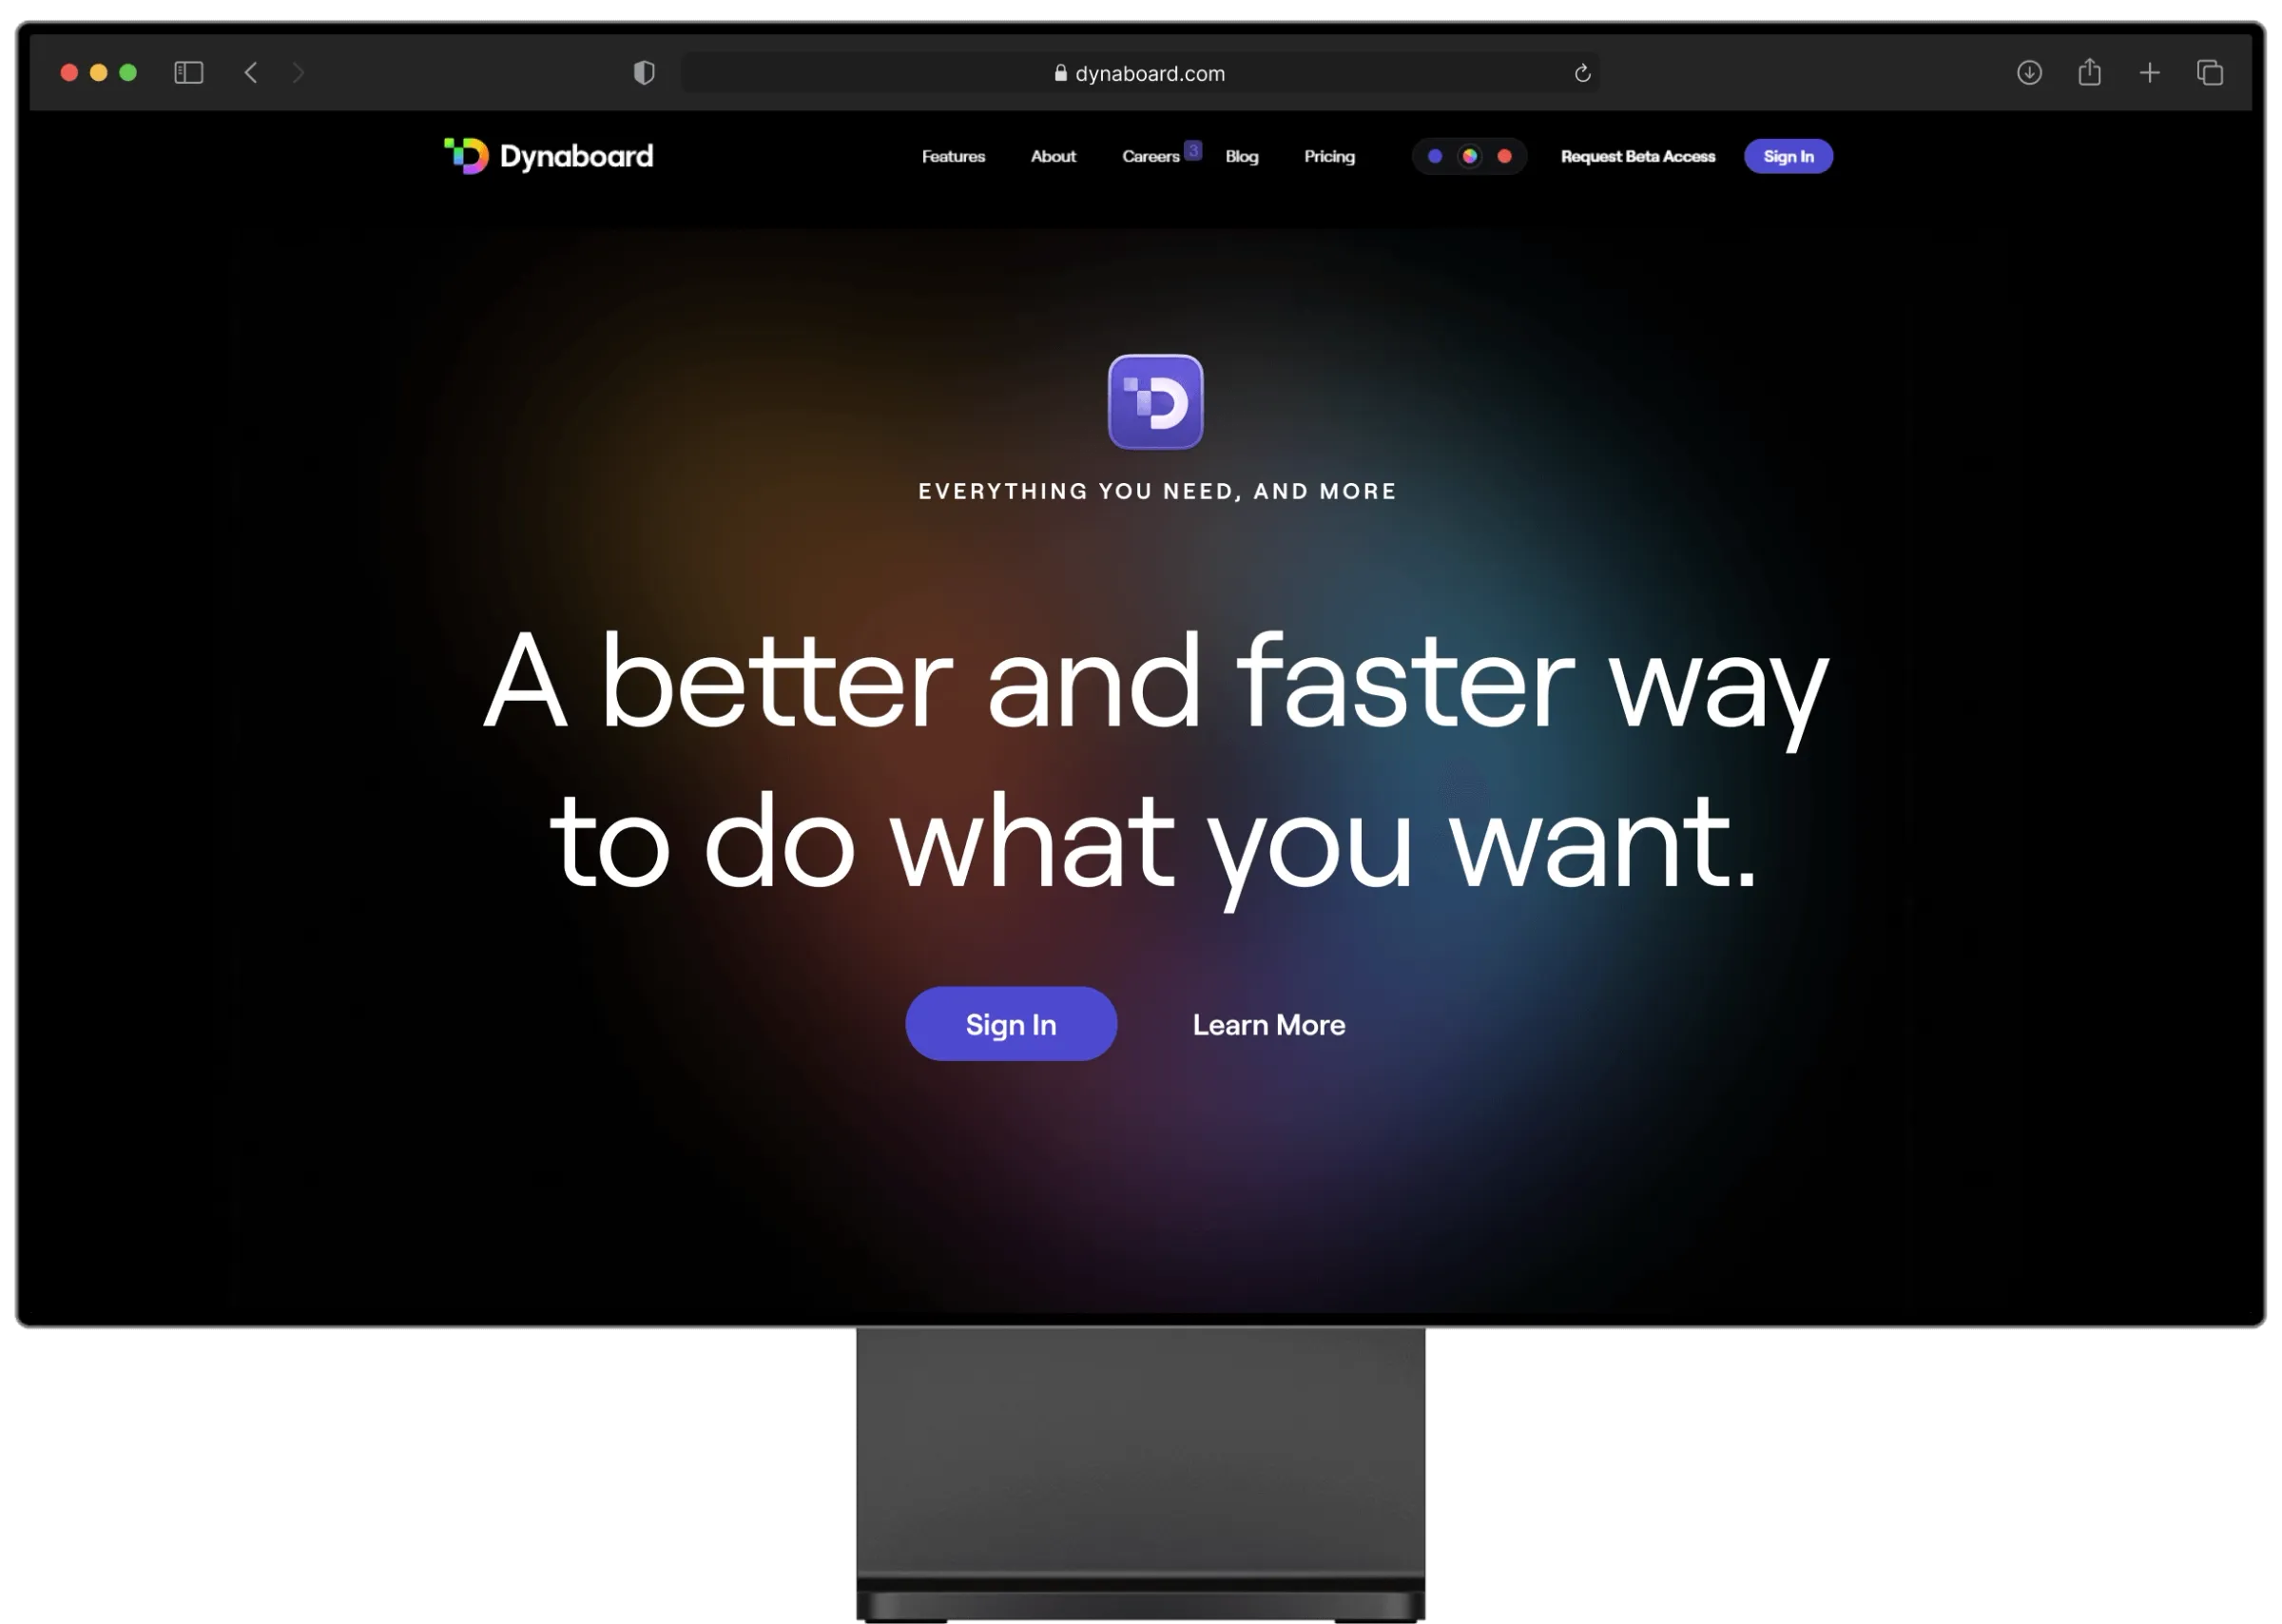 dynaboard.com
Dynaboard Features About Careers 3 Blog Pricing Request Beta Access Sign In
EVERYTHING YOU NEED, AND MORE
A better and faster way
to do what you want.
Sign In Learn More